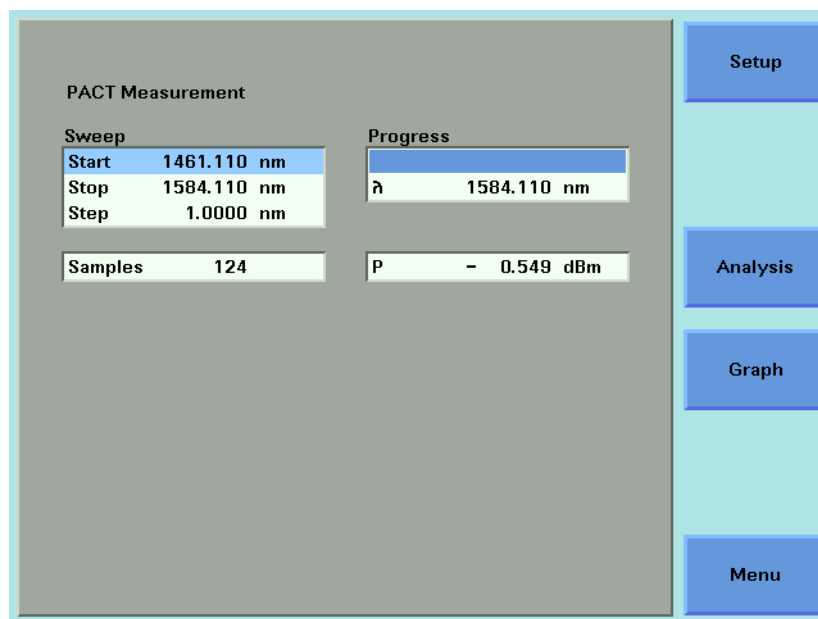 Setup
PACT Measurement
Sweep
Start 1461.110 nm
Stop 1584.110 nm
Step 1.0000 nm
Samples 124
Progress
λ 1584.110 nm
P - 0.549 dBm
Analysis
Graph
Menu